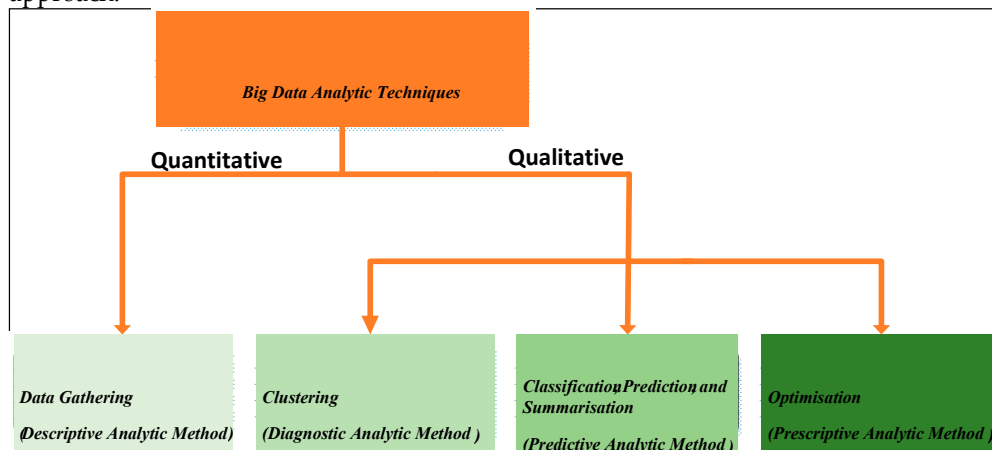 approach.
Big Data Analytic Techniques
Quantitative
Qualitative
Data Gathering
(Descriptive Analytic Method)
Clustering
(Diagnostic Analytic Method )
Classification, Prediction, and
Summarisation
(Predictive Analytic Method )
Optimisation
(Prescriptive Analytic Method )